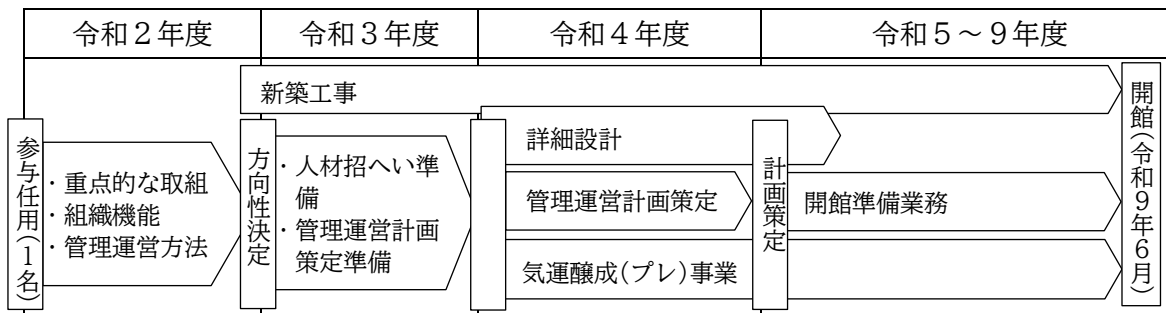 令和２年度
令和３年度
令和４年度
令和５～９年度
新築工事
参与任用(１名)
・重点的な取組
・組織機能
・管理運営方法
方向性決定
・人材招へい準
備
・管理運営計画
策定準備
詳細設計
管理運営計画策定
気運醸成(プレ)事業
計画策定
開館準備業務
開館(令和９年６月)